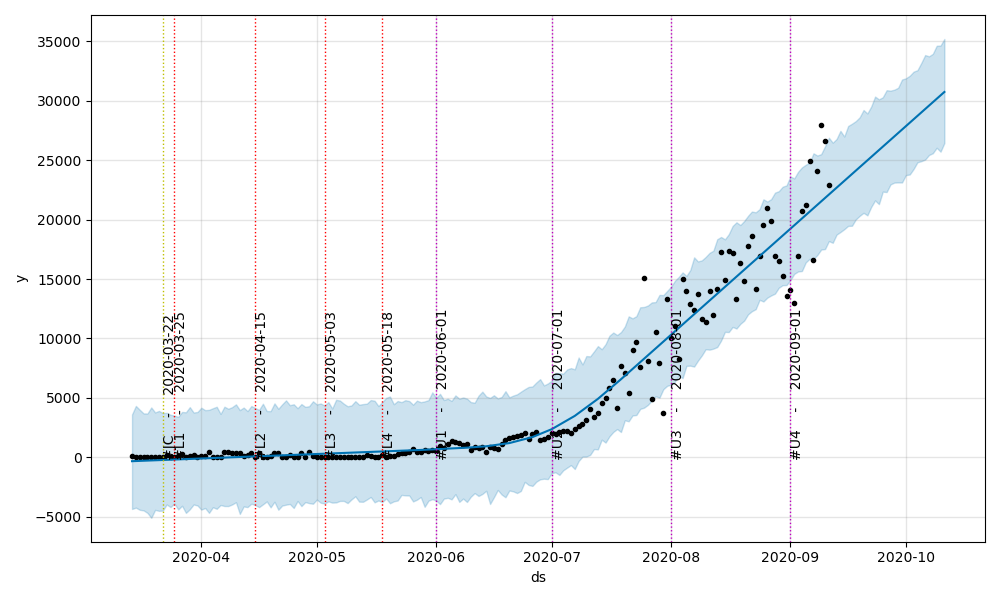 35000
30000
25000
20000
15000
10000
5000
0
−5000
y
#JC - 2020-03-22
#L1 - 2020-03-25
#L2 - 2020-04-15
#L3 - 2020-05-03
#L4 - 2020-05-18
#U1 - 2020-06-01
#U2 - 2020-07-01
#U3 - 2020-08-01
#U4 - 2020-09-01
2020-04
2020-05
2020-06
2020-07
2020-08
2020-09
2020-10
ds